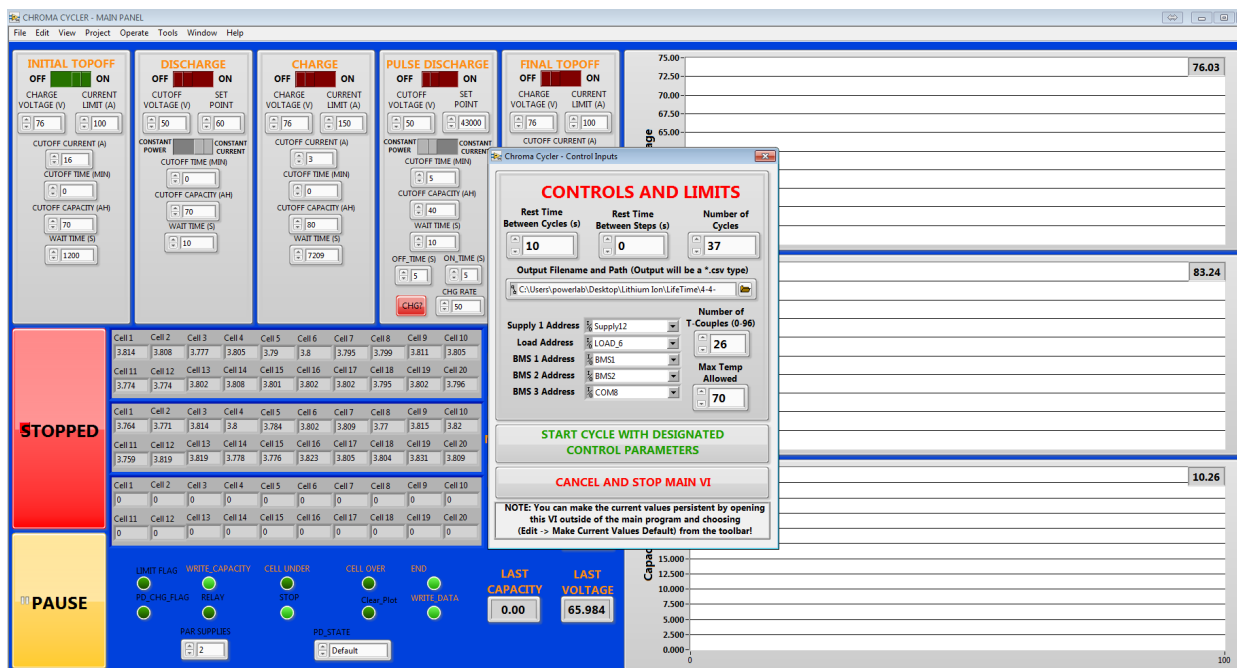 CHROMA CYCLER - MAIN PANEL
File Edit View Project Operate Tools Window Help
INITIAL TOPOFF
OFF ON
CHARGE VOLTAGE (V) CURRENT LIMIT (A)
76 100
CUTOFF CURRENT (A)
16
CUTOFF TIME (MIN)
0
CUTOFF CAPACITY (AH)
70
WAIT TIME (S)
1200
DISCHARGE
OFF ON
CUTOFF VOLTAGE (V) SET POINT
50 60
CONSTANT POWER CONSTANT CURRENT
CUTOFF TIME (MIN)
0
CUTOFF CAPACITY (AH)
70
WAIT TIME (S)
10
CHARGE
OFF ON
CHARGE VOLTAGE (V) CURRENT LIMIT (A)
76 150
CUTOFF CURRENT (A)
3
CUTOFF TIME (MIN)
0
CUTOFF CAPACITY (AH)
80
WAIT TIME (S)
7209
PULSE DISCHARGE
OFF ON
CUTOFF VOLTAGE (V) SET POINT
50 43000
CONSTANT POWER CONSTANT CURRENT
CUTOFF TIME (MIN)
5
CUTOFF CAPACITY (AH)
40
WAIT TIME (S)
10
OFF_TIME (S) ON_TIME (S)
5 5
CHG? CHG RATE
50
FINAL TOPOFF
OFF ON
CHARGE VOLTAGE (V) CURRENT LIMIT (A)
76 100
CUTOFF CURRENT (A)
Chroma Cycler - Control Inputs
CONTROLS AND LIMITS
Rest Time Between Cycles (s) Rest Time Between Steps (s) Number of Cycles
10 0 37
Output Filename and Path (Output will be a *.csv type)
C:\Users\powerlab\Desktop\Lithium Ion\LifeTime\4-4-
Supply 1 Address Supply12
Load Address LOAD_6
BMS 1 Address BMS1
BMS 2 Address BMS2
BMS 3 Address COM8
Number of T-Couples (0-96)
26
Max Temp Allowed
70
START CYCLE WITH DESIGNATED
CONTROL PARAMETERS
CANCEL AND STOP MAIN VI
NOTE: You can make the current values persistent by opening
this VI outside of the main program and choosing
(Edit -> Make Current Values Default) from the toolbar!
STOPPED
Cell 1 Cell 2 Cell 3 Cell 4 Cell 5 Cell 6 Cell 7 Cell 8 Cell 9 Cell 10
3.814 3.808 3.777 3.805 3.79 3.8 3.795 3.799 3.811 3.805
Cell 11 Cell 12 Cell 13 Cell 14 Cell 15 Cell 16 Cell 17 Cell 18 Cell 19 Cell 20
3.774 3.774 3.802 3.808 3.801 3.802 3.802 3.795 3.802 3.796
Cell 1 Cell 2 Cell 3 Cell 4 Cell 5 Cell 6 Cell 7 Cell 8 Cell 9 Cell 10
3.764 3.771 3.814 3.8 3.784 3.802 3.809 3.77 3.815 3.82
Cell 11 Cell 12 Cell 13 Cell 14 Cell 15 Cell 16 Cell 17 Cell 18 Cell 19 Cell 20
3.759 3.819 3.819 3.778 3.776 3.823 3.805 3.804 3.831 3.809
Cell 1 Cell 2 Cell 3 Cell 4 Cell 5 Cell 6 Cell 7 Cell 8 Cell 9 Cell 10
0 0 0 0 0 0 0 0 0 0
Cell 11 Cell 12 Cell 13 Cell 14 Cell 15 Cell 16 Cell 17 Cell 18 Cell 19 Cell 20
0 0 0 0 0 0 0 0 0 0
PAUSE
LIMIT FLAG WRITE_CAPACITY CELL UNDER CELL OVER END
PD_CHG_FLAG RELAY STOP Clear_Plot WRITE_DATA
PAR SUPPLIES PD_STATE
2 Default
LAST CAPACITY LAST VOLTAGE
0.00 65.984
76.03
75.00
72.50
70.00
67.50
65.00
83.24
10.26
15.000
12.500
10.000
7.500
5.000
2.500
0.000
0 100